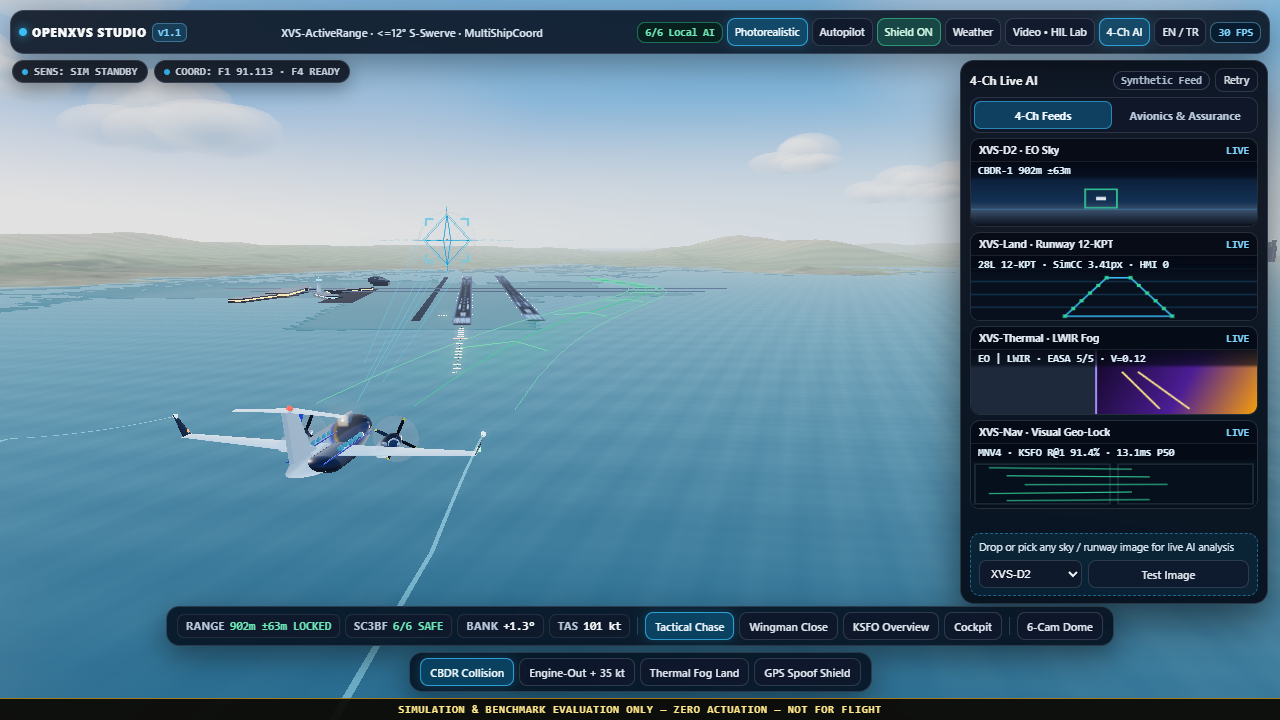 OPENXVS STUDIO v1.1 XVS-ActiveRange · <=12° S-Swerve · MultiShipCoord 6/6 Local AI Photorealistic Autopilot Shield ON Weather Video • HIL Lab 4-Ch AI EN / TR 30 FPS
SENS: SIM STANDBY COORD: F1 91.113 · F4 READY
4-Ch Live AI Synthetic Feed Retry
4-Ch Feeds Avionics & Assurance
XVS-D2 · EO Sky LIVE
CBDR-1 902m ±63m
XVS-Land · Runway 12-KPT LIVE
28L 12-KPT · SimCC 3.41px · HMI 0
XVS-Thermal · LWIR Fog LIVE
EO | LWIR · EASA 5/5 · V=0.12
XVS-Nav · Visual Geo-Lock LIVE
MNV4 · KSFO R@1 91.4% · 13.1ms P50
Drop or pick any sky / runway image for live AI analysis
XVS-D2 Test Image
RANGE 902m ±63m LOCKED SC3BF 6/6 SAFE BANK +1.3° TAS 101 kt Tactical Chase Wingman Close KSFO Overview Cockpit 6-Cam Dome
CBDR Collision Engine-Out + 35 kt Thermal Fog Land GPS Spoof Shield
SIMULATION & BENCHMARK EVALUATION ONLY — ZERO ACTUATION — NOT FOR FLIGHT